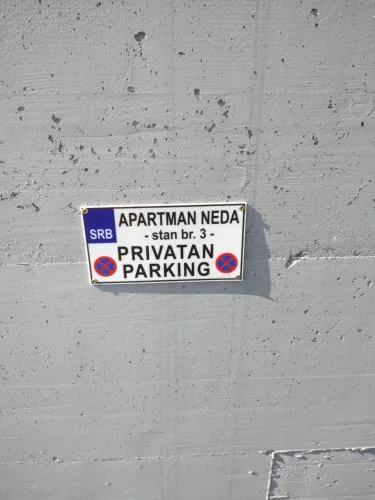 APARTMAN NEDA
SRB
- stan br. 3 -
PRIVATAN
PARKING